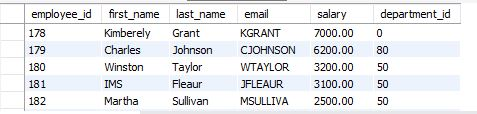 employee_id first_name last_name email salary department_id
178 Kimberely Grant KGRANT 7000.00 0
179 Charles Johnson CJOHNSON 6200.00 80
180 Winston Taylor WTAYLOR 3200.00 50
181 IMS Fleaur JFLEAUR 3100.00 50
182 Martha Sullivan MSULLIVA 2500.00 50